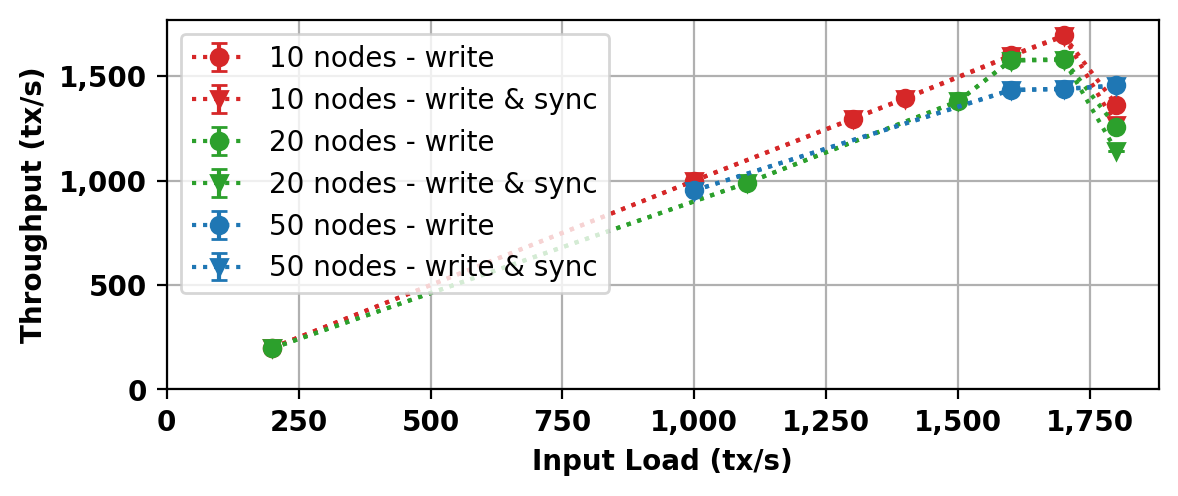 Throughput (tx/s)
1,500
1,000
500
0
10 nodes - write
10 nodes - write & sync
20 nodes - write
20 nodes - write & sync
50 nodes - write
50 nodes - write & sync
0 250 500 750 1,000 1,250 1,500 1,750
Input Load (tx/s)